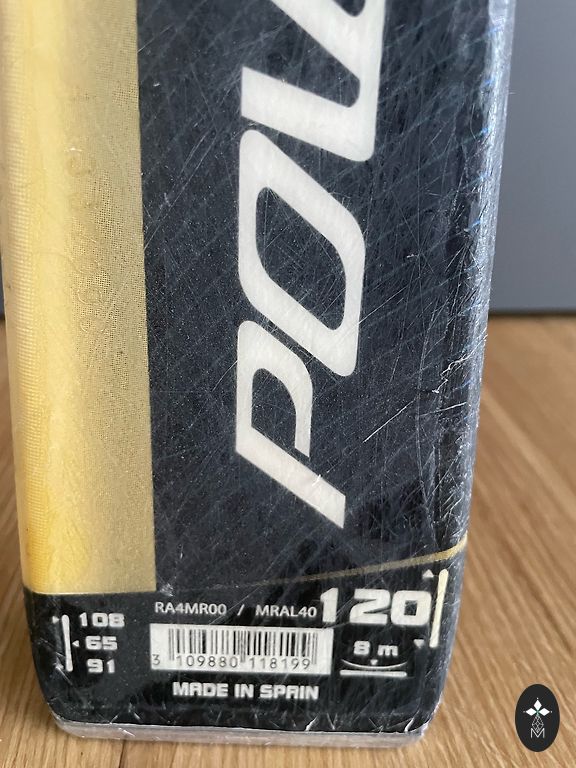 POW
RA4MR00 / MRAL40
120
108
65
91
3 109880 118199
8 m
MADE IN SPAIN